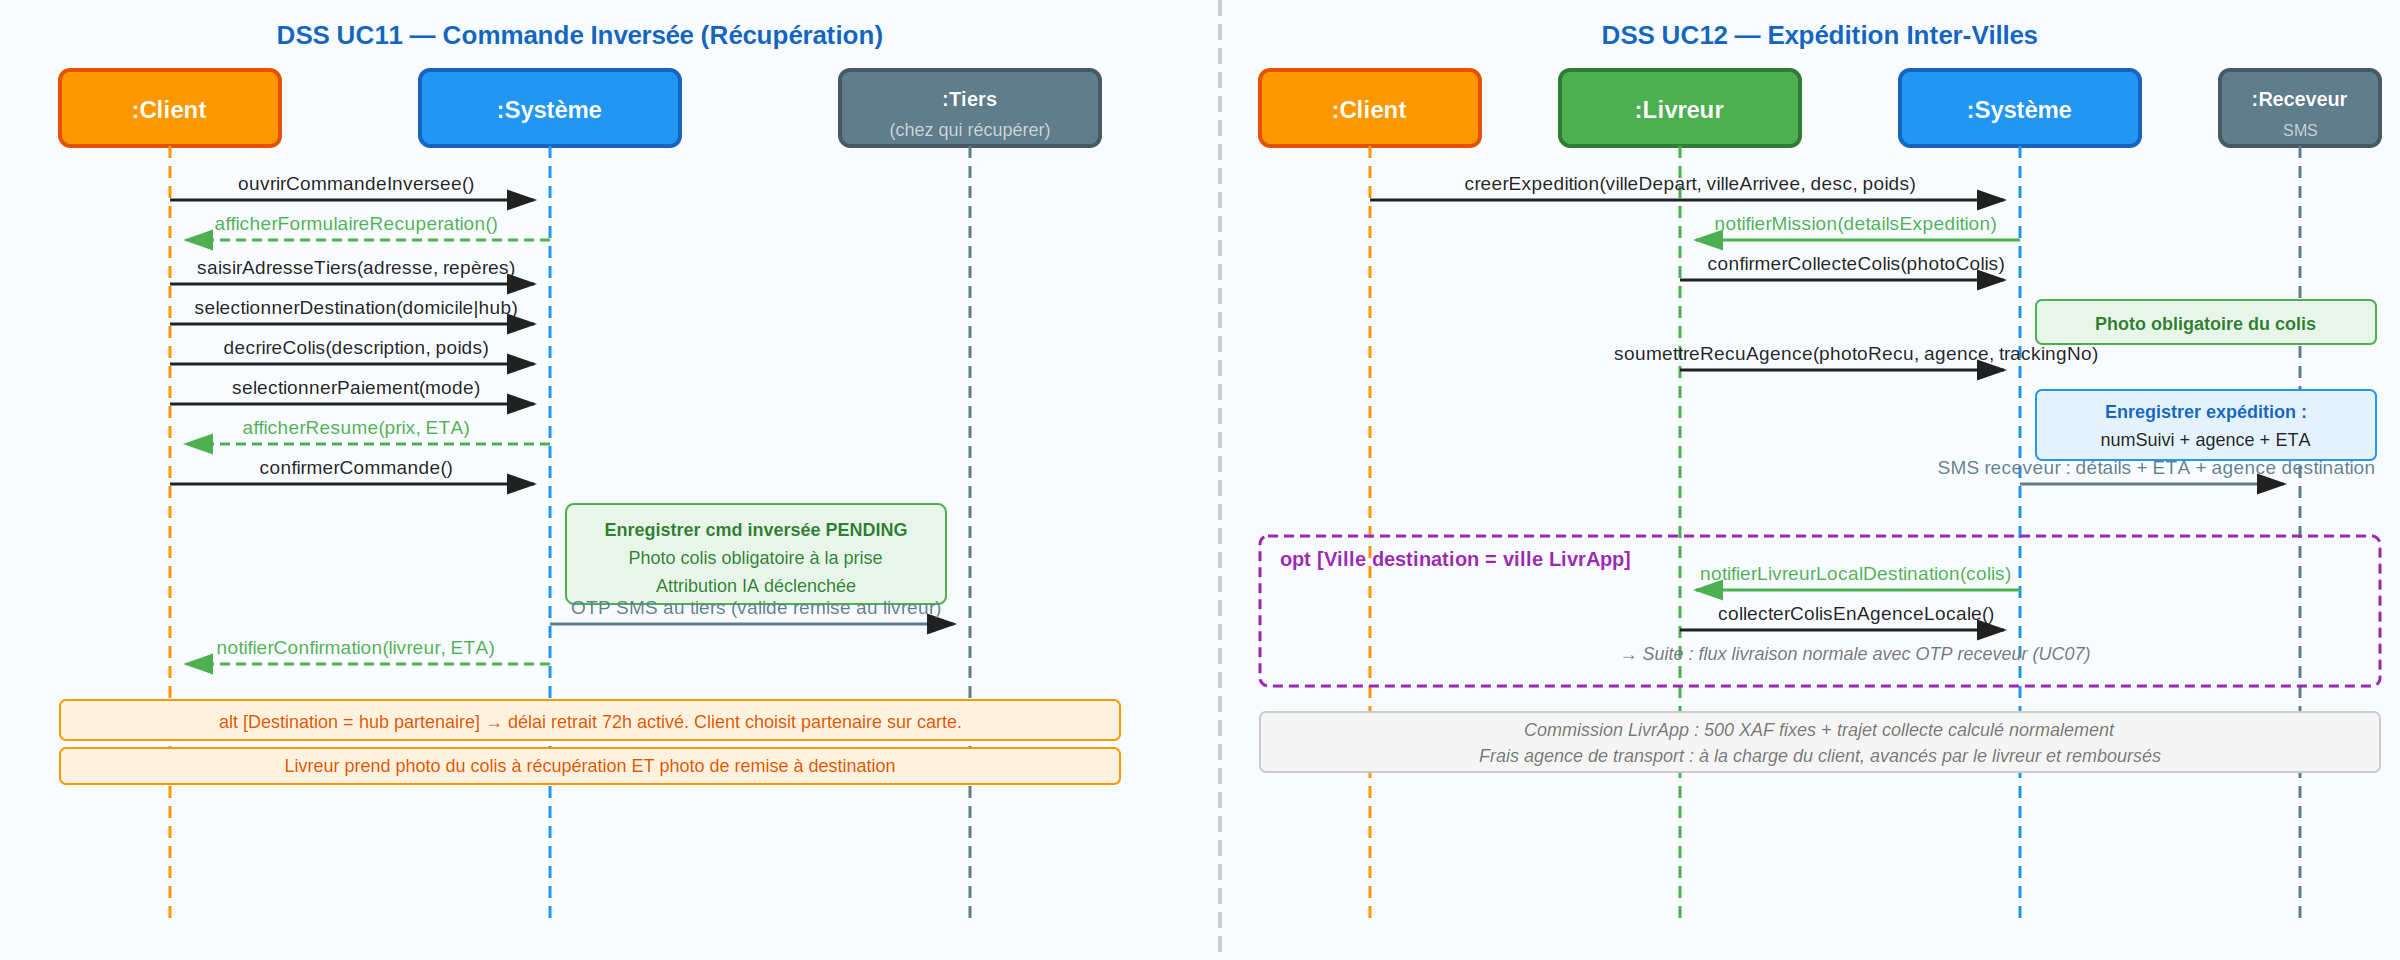 DSS UC11 — Commande Inversée (Récupération)
:Client
:Système
:Tiers
(chez qui récupérer)
ouvrirCommandeInversee()
afficherFormulaireRecuperation()
saisirAdresseTiers(adresse, repères)
selectionnerDestination(domicile|hub)
decrireColis(description, poids)
selectionnerPaiement(mode)
afficherResume(prix, ETA)
confirmerCommande()
Enregistrer cmd inversée PENDING
Photo colis obligatoire à la prise
Attribution IA déclenchée
OTP SMS au tiers (valide remise au livreur)
notifierConfirmation(livreur, ETA)
alt [Destination = hub partenaire] → délai retrait 72h activé. Client choisit partenaire sur carte.
Livreur prend photo du colis à récupération ET photo de remise à destination
DSS UC12 — Expédition Inter-Villes
:Client
:Livreur
:Système
:Receveur
SMS
creerExpedition(villeDepart, villeArrivee, desc, poids)
notifierMission(detailsExpedition)
confirmerCollecteColis(photoColis)
Photo obligatoire du colis
soumettreRecuAgence(photoRecu, agence, trackingNo)
Enregistrer expédition :
numSuivi + agence + ETA
SMS receveur : détails + ETA + agence destination
opt [Ville destination = ville LivrApp]
notifierLivreurLocalDestination(colis)
collecterColisEnAgenceLocale()
→ Suite : flux livraison normale avec OTP receveur (UC07)
Commission LivrApp : 500 XAF fixes + trajet collecte calculé normalement
Frais agence de transport : à la charge du client, avancés par le livreur et remboursés